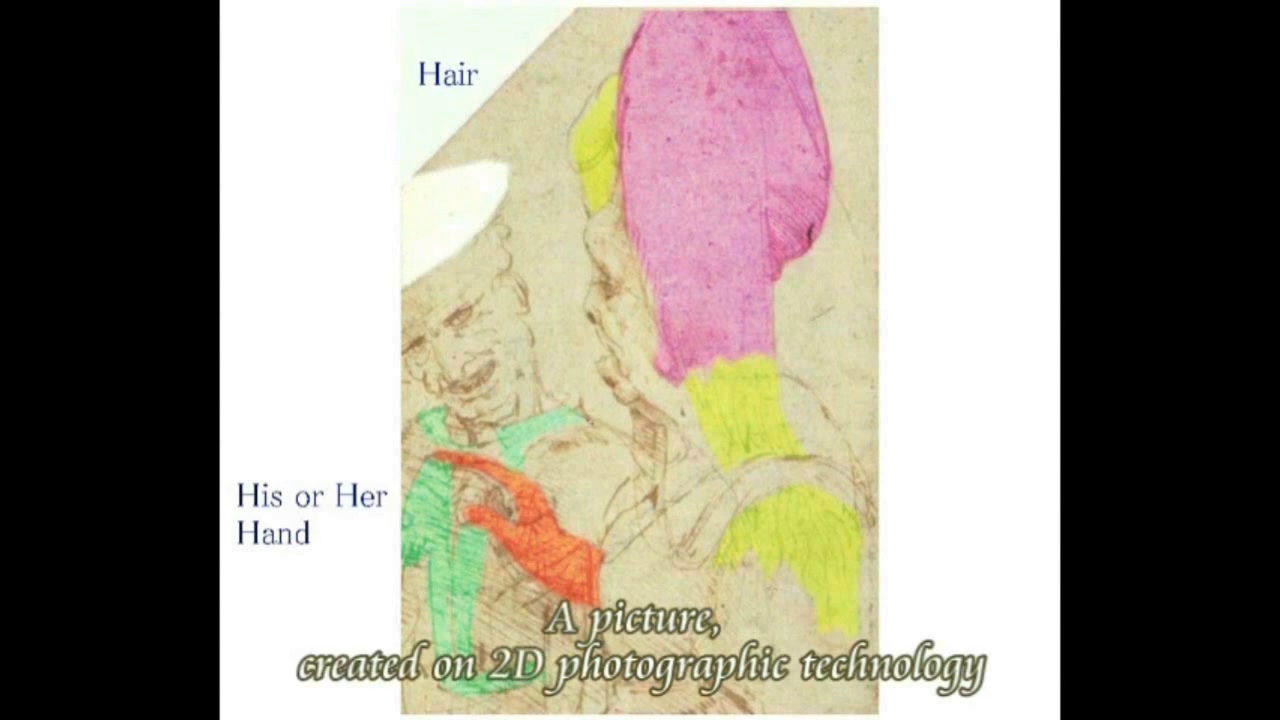 Hair
His or Her
Hand
A picture,
created on 2D photographic technology